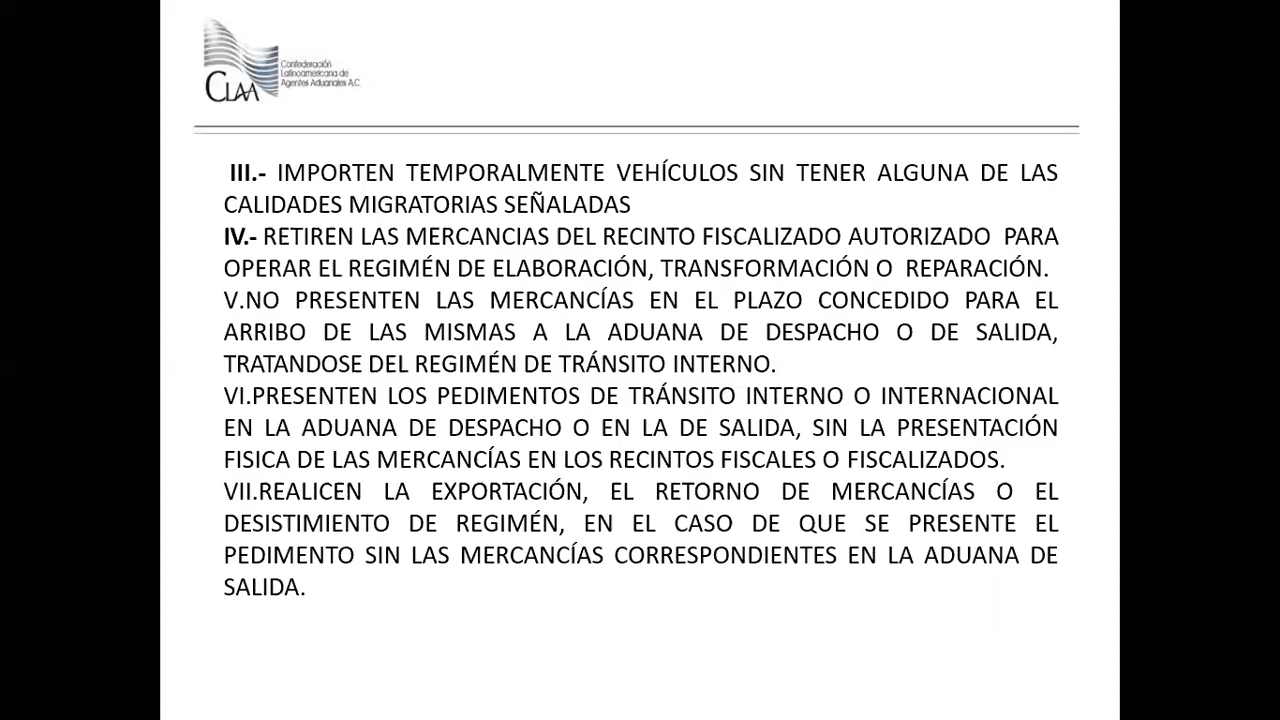 CLAA
Confederación
Latinoamericana de
Agentes Aduanales A.C.
III.- IMPORTEN TEMPORALMENTE VEHÍCULOS SIN TENER ALGUNA DE LAS
CALIDADES MIGRATORIAS SEÑALADAS
IV.- RETIREN LAS MERCANCIAS DEL RECINTO FISCALIZADO AUTORIZADO PARA
OPERAR EL REGIMÉN DE ELABORACIÓN, TRANSFORMACIÓN O REPARACIÓN.
V.NO PRESENTEN LAS MERCANCÍAS EN EL PLAZO CONCEDIDO PARA EL
ARRIBO DE LAS MISMAS A LA ADUANA DE DESPACHO O DE SALIDA,
TRATANDOSE DEL REGIMÉN DE TRÁNSITO INTERNO.
VI.PRESENTEN LOS PEDIMENTOS DE TRÁNSITO INTERNO O INTERNACIONAL
EN LA ADUANA DE DESPACHO O EN LA DE SALIDA, SIN LA PRESENTACIÓN
FISICA DE LAS MERCANCÍAS EN LOS RECINTOS FISCALES O FISCALIZADOS.
VII.REALICEN LA EXPORTACIÓN, EL RETORNO DE MERCANCÍAS O EL
DESISTIMIENTO DE REGIMÉN, EN EL CASO DE QUE SE PRESENTE EL
PEDIMENTO SIN LAS MERCANCÍAS CORRESPONDIENTES EN LA ADUANA DE
SALIDA.